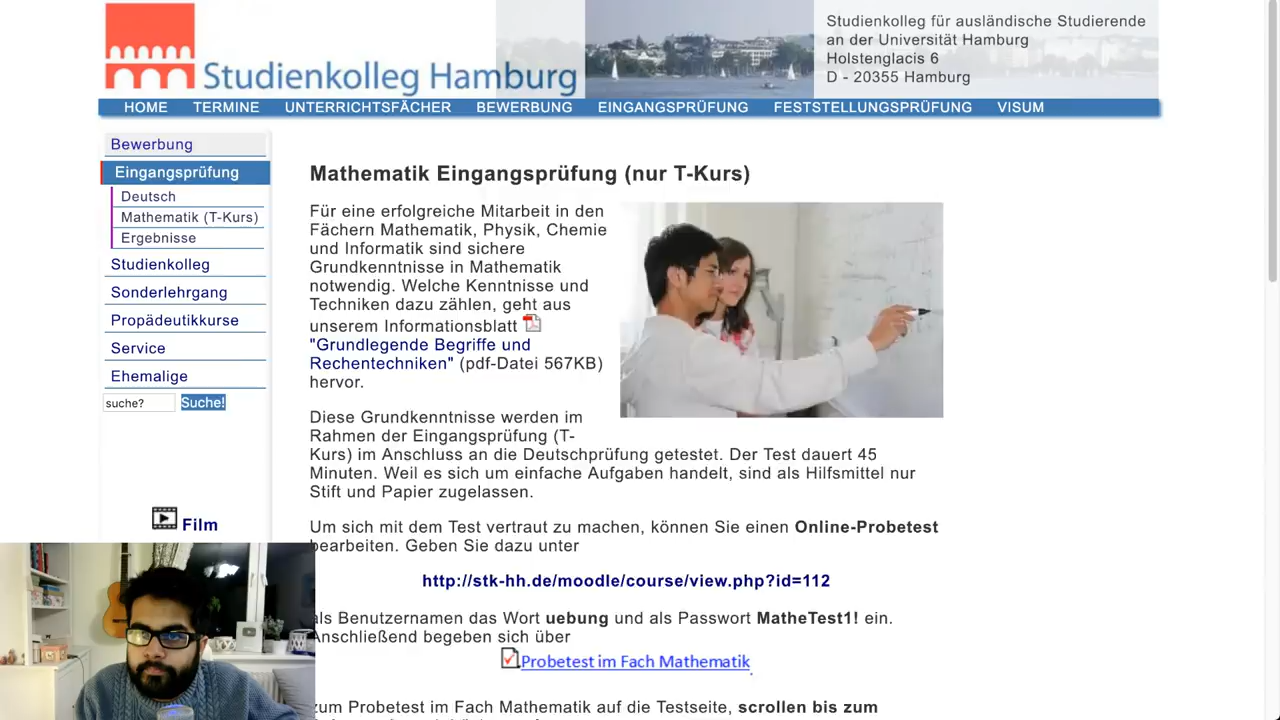 Studienkolleg Hamburg
Studienkolleg für ausländische Studierende
an der Universität Hamburg
Holstenglacis 6
D - 20355 Hamburg
HOME TERMINE UNTERRICHTSFÄCHER BEWERBUNG EINGANGSPRÜFUNG FESTSTELLUNGSPRÜFUNG VISUM
Bewerbung
Eingangsprüfung
Deutsch
Mathematik (T-Kurs)
Ergebnisse
Studienkolleg
Sonderlehrgang
Propädeutikkurse
Service
Ehemalige
suche? Suche!
Film
Mathematik Eingangsprüfung (nur T-Kurs)
Für eine erfolgreiche Mitarbeit in den
Fächern Mathematik, Physik, Chemie
und Informatik sind sichere
Grundkenntnisse in Mathematik
notwendig. Welche Kenntnisse und
Techniken dazu zählen, geht aus
unserem Informationsblatt
"Grundlegende Begriffe und
Rechentechniken" (pdf-Datei 567KB)
hervor.
Diese Grundkenntnisse werden im
Rahmen der Eingangsprüfung (T-
Kurs) im Anschluss an die Deutschprüfung getestet. Der Test dauert 45
Minuten. Weil es sich um einfache Aufgaben handelt, sind als Hilfsmittel nur
Stift und Papier zugelassen.
Um sich mit dem Test vertraut zu machen, können Sie einen Online-Probetest
bearbeiten. Geben Sie dazu unter
http://stk-hh.de/moodle/course/view.php?id=112
als Benutzernamen das Wort uebung und als Passwort MatheTest1! ein.
Anschließend begeben sich über
Probetest im Fach Mathematik
zum Probetest im Fach Mathematik auf die Testseite, scrollen bis zum